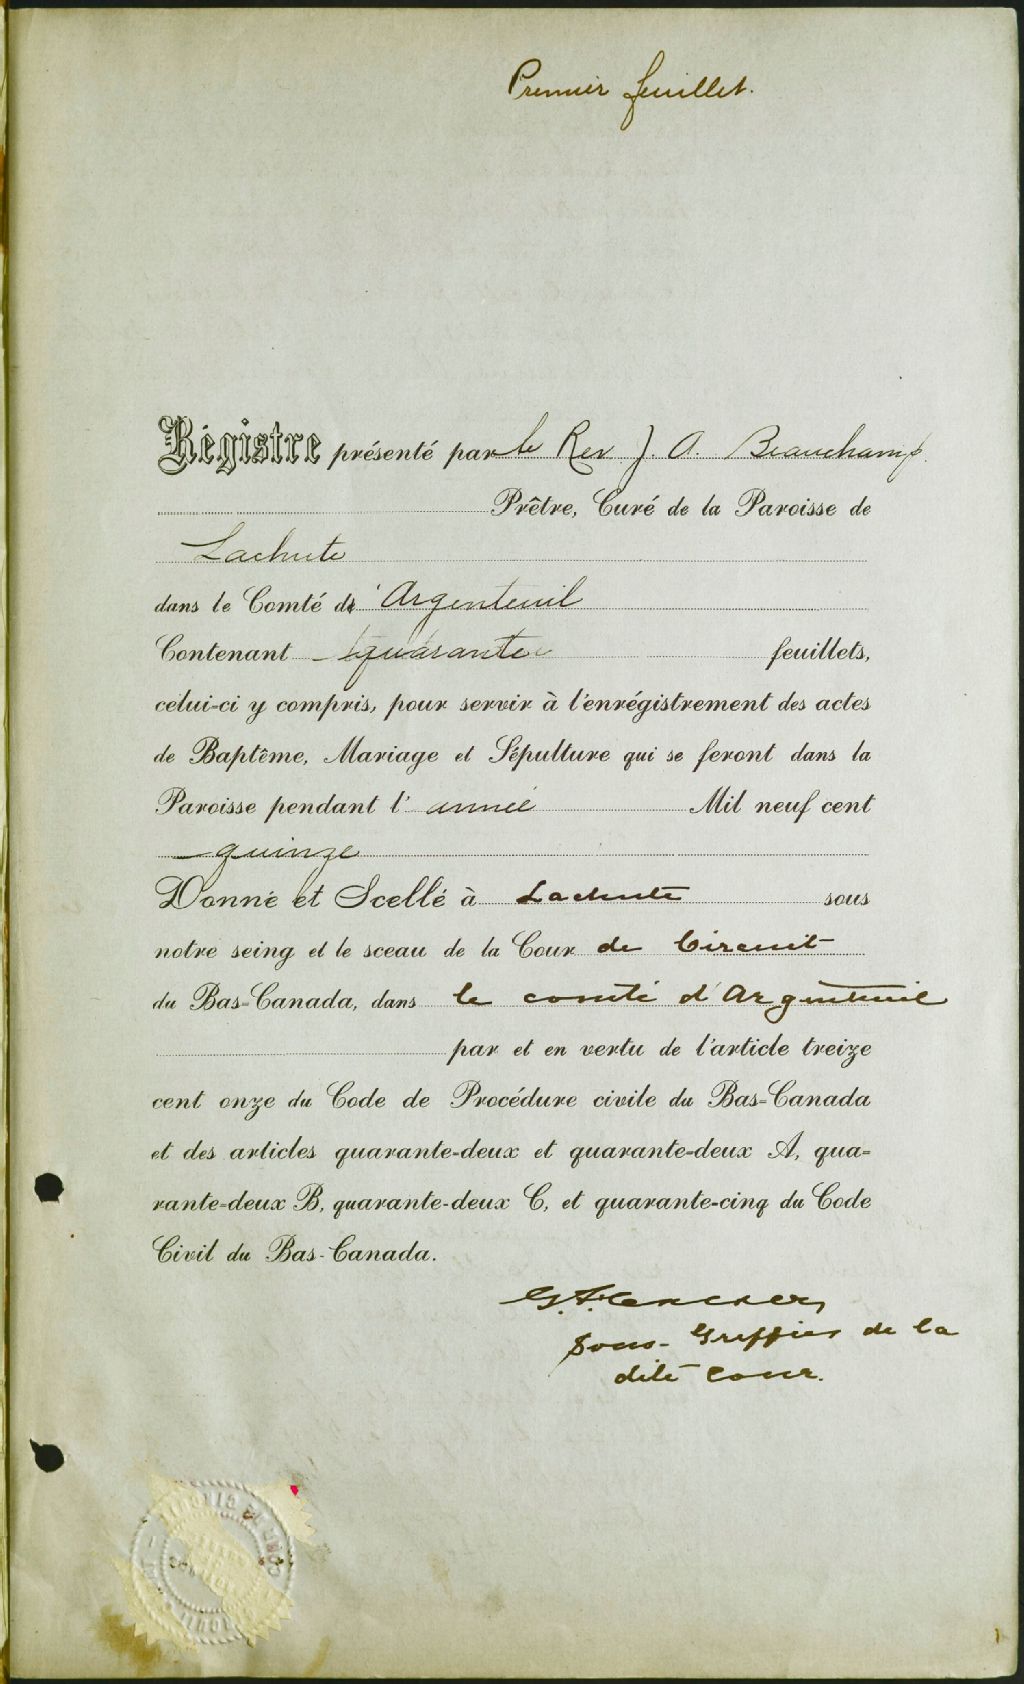 Premier feuillet.
Régistre présenté par le Rev J. A. Beauchamp
Prêtre, Curé de la Paroisse de
Lachute
dans le Comté d' Argenteuil
Contenant quarante feuillets,
celui-ci y compris, pour servir à l'enrégistrement des actes
de Baptême, Mariage et Sépulture qui se feront dans la
Paroisse pendant l' année Mil neuf cent
quinze
Donné et Scellé à Lachute sous
notre seing et le sceau de la Cour de Circuit
du Bas-Canada, dans le comté d'Argenteuil
par et en vertu de l'article treize
cent onze du Code de Procédure civile du Bas-Canada
et des articles quarante-deux et quarante-deux A, qua-
rante-deux B, quarante-deux C, et quarante-cinq du Code
Civil du Bas-Canada.
Sous-Greffier de la
dite Cour.